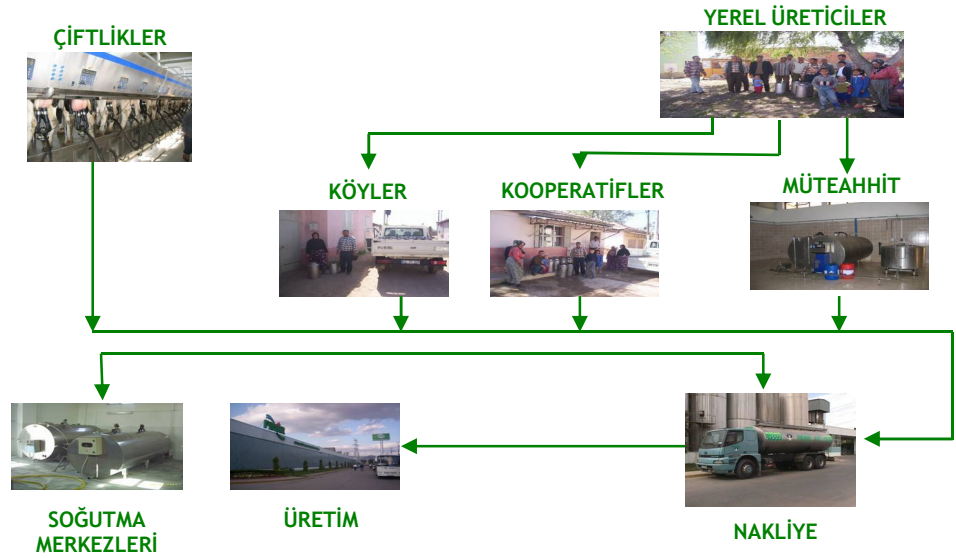 YEREL ÜRETİCİLER
ÇİFTLİKLER
KÖYLER
KOOPERATİFLER
MÜTEAHHİT
SOĞUTMA
MERKEZLERİ
ÜRETİM
NAKLİYE